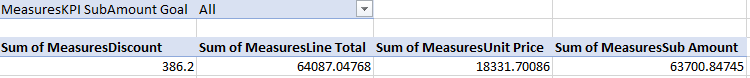 MeasuresKPI SubAmount Goal All
Sum of MeasuresDiscount Sum of MeasuresLine Total Sum of MeasuresUnit Price Sum of MeasuresSub Amount
386.2 64087.04768 18331.70086 63700.84745